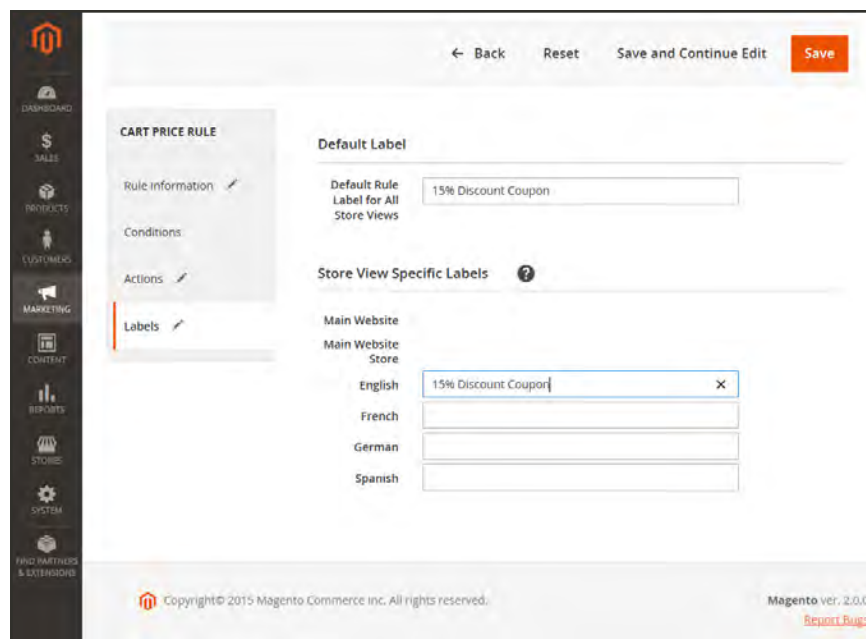 ← Back Reset Save and Continue Edit Save
DASHBOARD
SALES
PRODUCTS
CUSTOMERS
MARKETING
CONTENT
REPORTS
STORES
SYSTEM
FIND PARTNERS
& EXTENSIONS
CART PRICE RULE
Rule Information
Conditions
Actions
Labels
Default Label
Default Rule
Label for All
Store Views
15% Discount Coupon
Store View Specific Labels ?
Main Website
Main Website
Store
English 15% Discount Coupon ×
French
German
Spanish
Copyright© 2015 Magento Commerce Inc. All rights reserved.
Magento ver. 2.0.0
Report Bugs